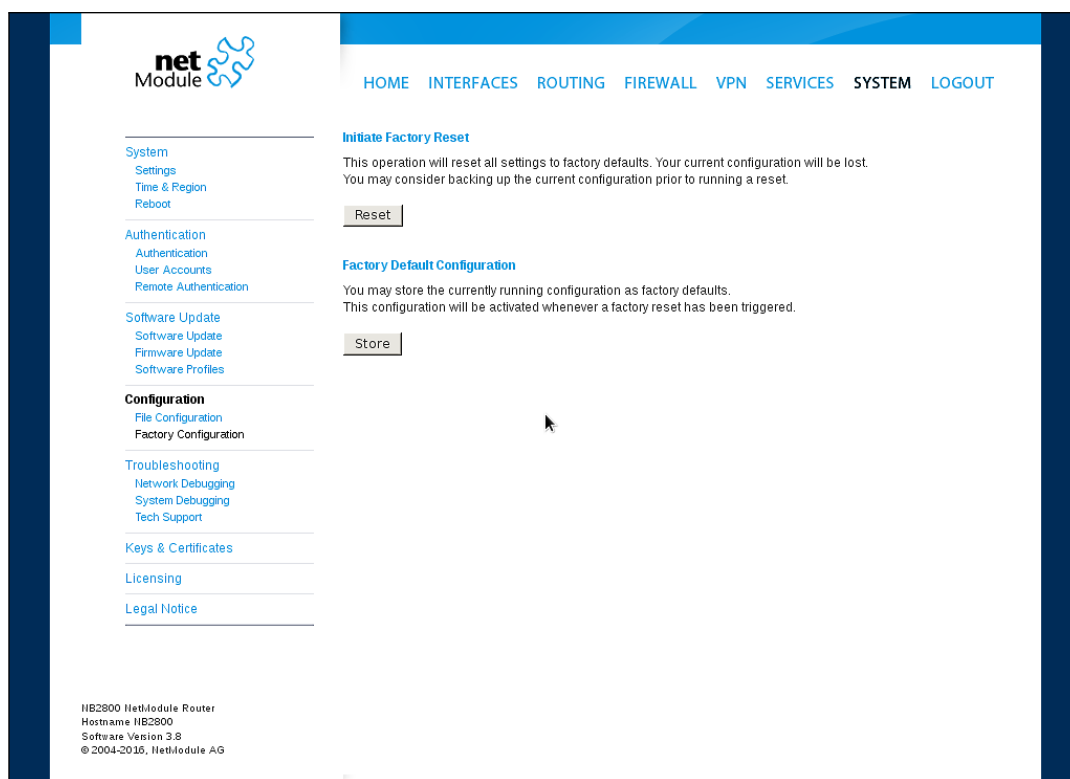 net
Module
HOME INTERFACES ROUTING FIREWALL VPN SERVICES SYSTEM LOGOUT
System
Settings
Time & Region
Reboot
Authentication
Authentication
User Accounts
Remote Authentication
Software Update
Software Update
Firmware Update
Software Profiles
Configuration
File Configuration
Factory Configuration
Troubleshooting
Network Debugging
System Debugging
Tech Support
Keys & Certificates
Licensing
Legal Notice
Initiate Factory Reset
This operation will reset all settings to factory defaults. Your current configuration will be lost.
You may consider backing up the current configuration prior to running a reset.
Reset
Factory Default Configuration
You may store the currently running configuration as factory defaults.
This configuration will be activated whenever a factory reset has been triggered.
Store
NB2800 NetModule Router
Hostname NB2800
Software Version 3.8
© 2004-2016, NetModule AG